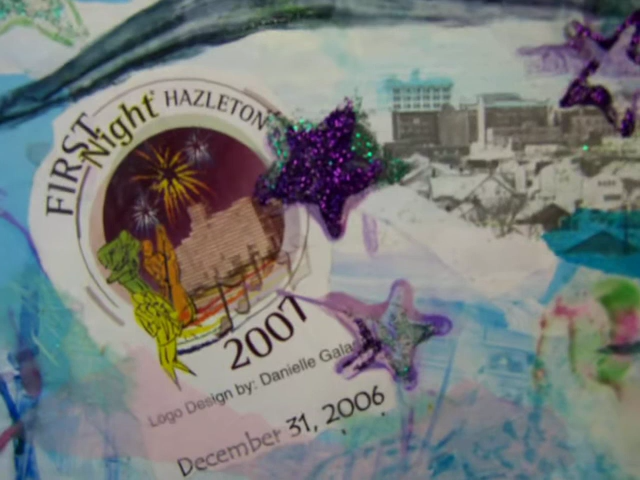 FIRST Night HAZLETON
2007
Logo Design by: Danielle
December 31, 2006